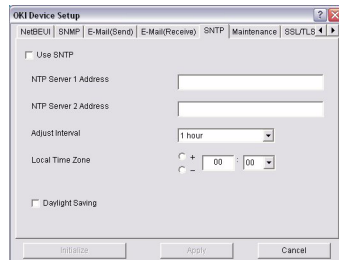 OKI Device Setup
NetBEUI SNMP E-Mail(Send) E-Mail(Receive) SNTP Maintenance SSL/TLS
Use SNTP
NTP Server 1 Address
NTP Server 2 Address
Adjust Interval 1 hour
Local Time Zone + 00 : 00
−
Daylight Saving
Initialize Apply Cancel